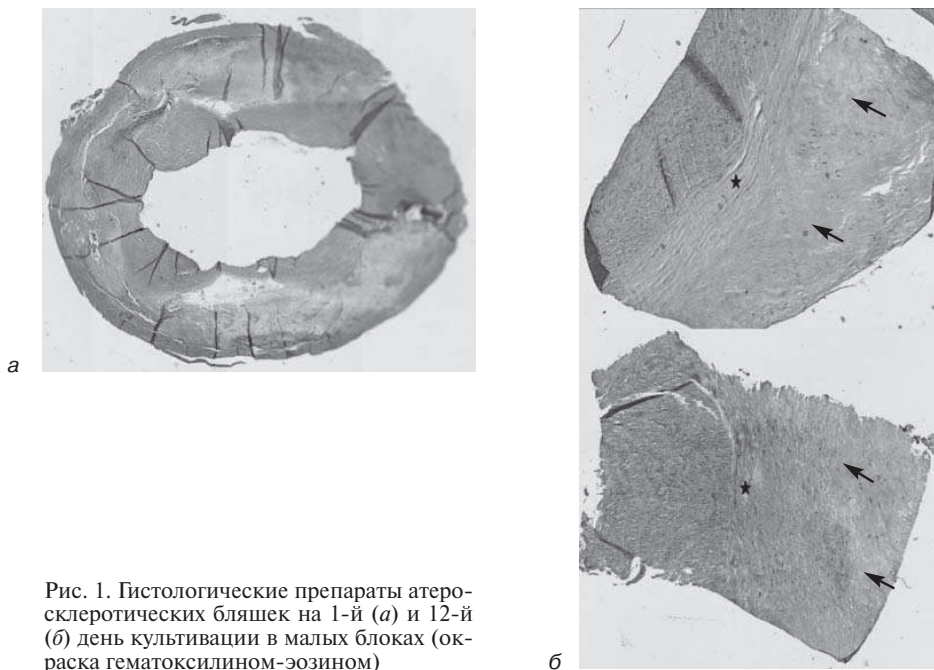 а
Рис. 1. Гистологические препараты атеро-
склеротических бляшек на 1-й (а) и 12-й
(б) день культивации в малых блоках (ок-
раска гематоксилином-эозином)
б